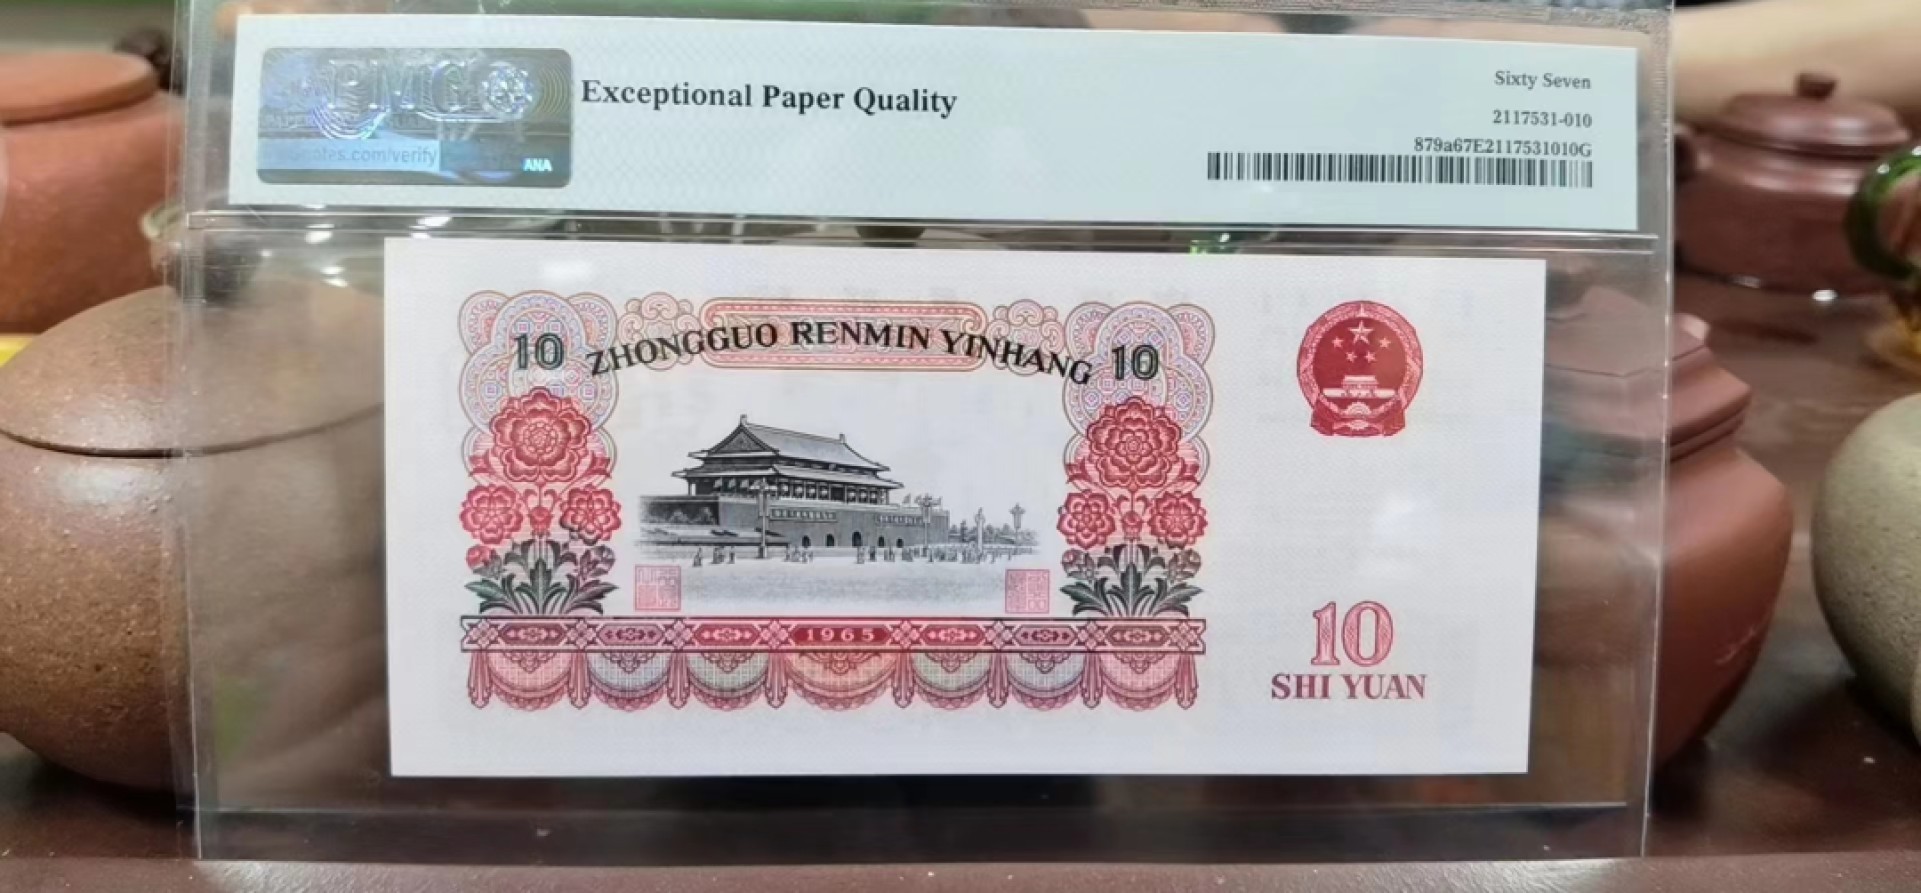 PMG
Exceptional Paper Quality
Sixty Seven
2117531-010
879a67E2117531010G
ANA
10 ZHONGGUO RENMIN YINHANG 10
1965
10
SHI YUAN